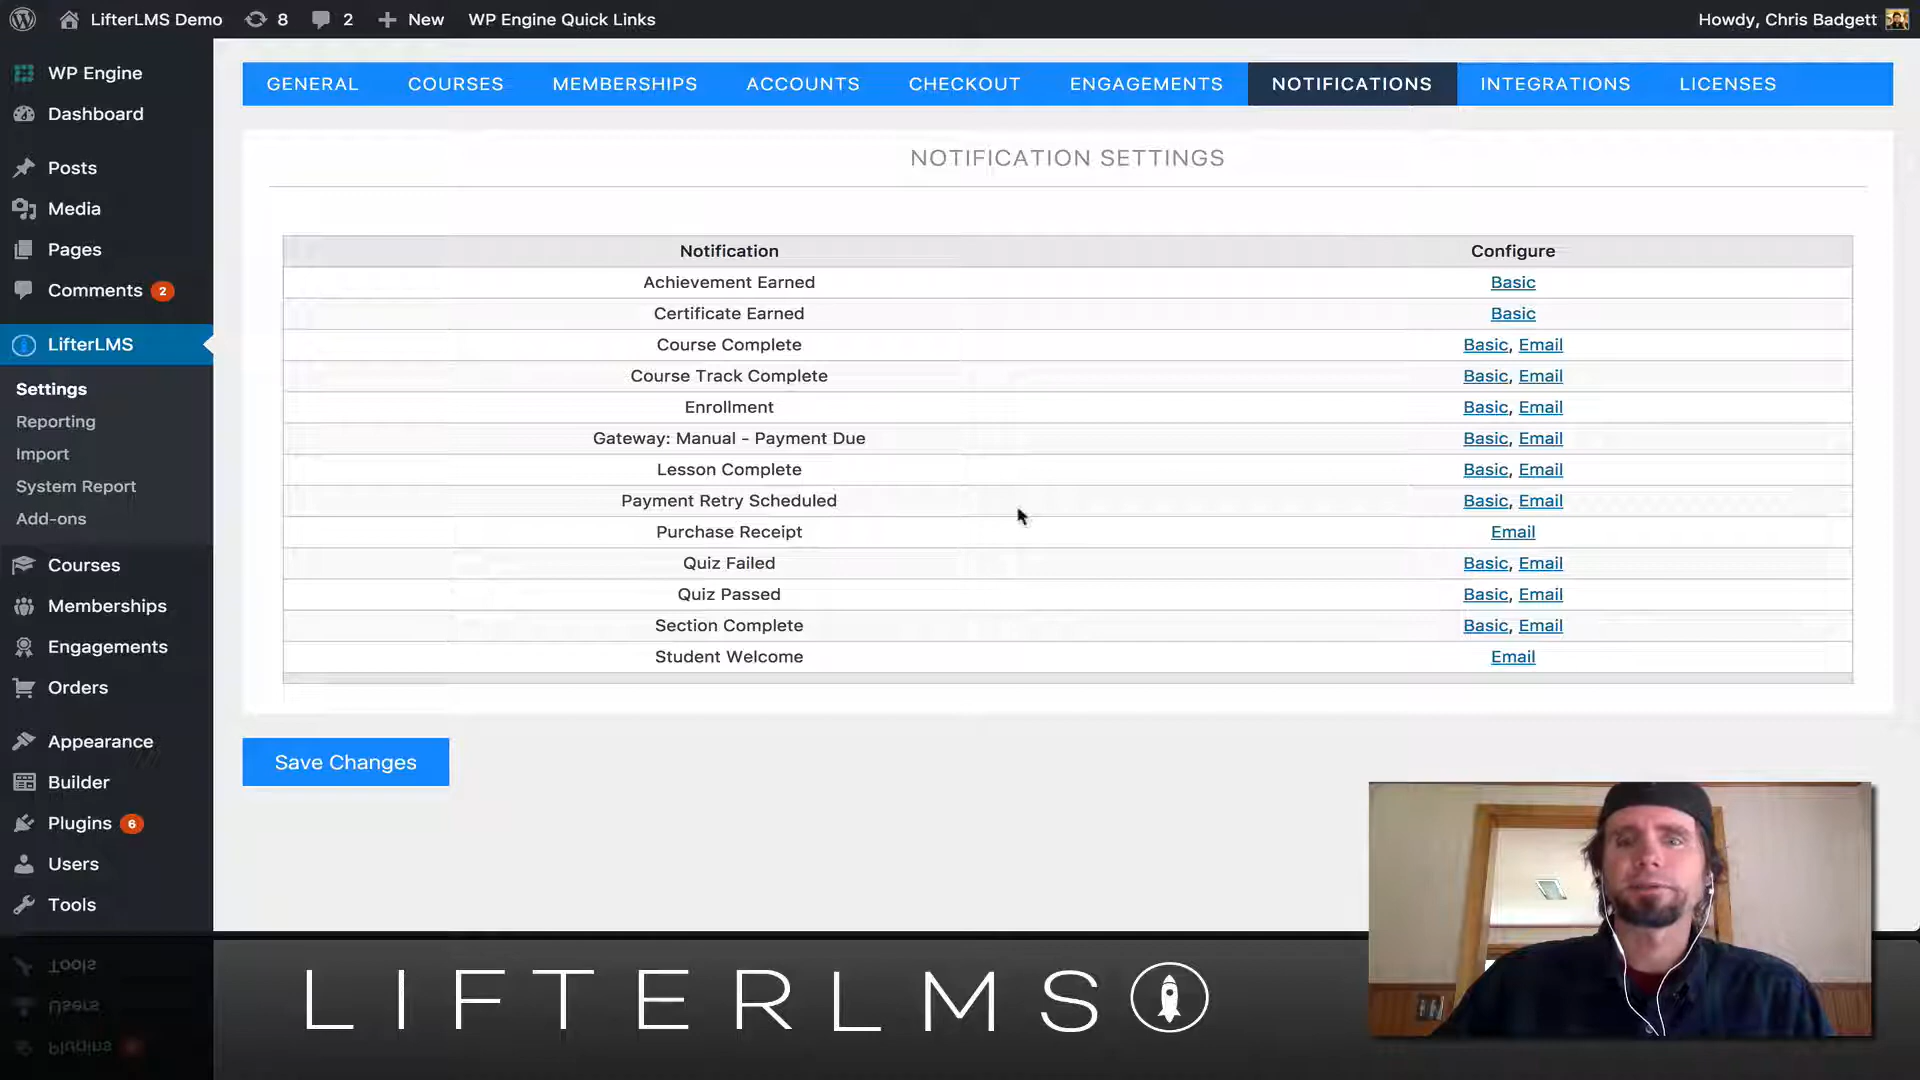 LifterLMS Demo 8 2 New WP Engine Quick Links Howdy, Chris Badgett
WP Engine
Dashboard
Posts
Media
Pages
Comments 2
LifterLMS
Settings
Reporting
Import
System Report
Add-ons
Courses
Memberships
Engagements
Orders
Appearance
Builder
Plugins 6
Users
Tools
GENERAL COURSES MEMBERSHIPS ACCOUNTS CHECKOUT ENGAGEMENTS NOTIFICATIONS INTEGRATIONS LICENSES
NOTIFICATION SETTINGS
Notification Configure
Achievement Earned Basic
Certificate Earned Basic
Course Complete Basic, Email
Course Track Complete Basic, Email
Enrollment Basic, Email
Gateway: Manual - Payment Due Basic, Email
Lesson Complete Basic, Email
Payment Retry Scheduled Basic, Email
Purchase Receipt Email
Quiz Failed Basic, Email
Quiz Passed Basic, Email
Section Complete Basic, Email
Student Welcome Email
Save Changes
Tools
Users
Plugins
LIFTERLMS